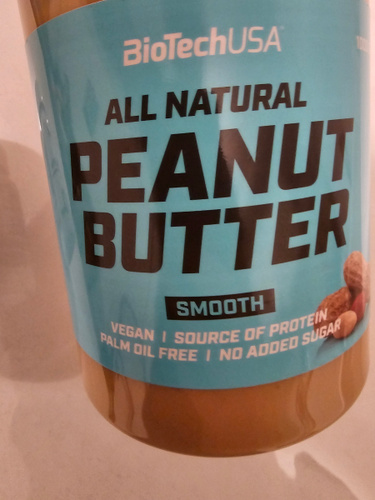 BioTechUSA
ALL NATURAL
PEANUT
BUTTER
SMOOTH
VEGAN | SOURCE OF PROTEIN
PALM OIL FREE | NO ADDED SUGAR